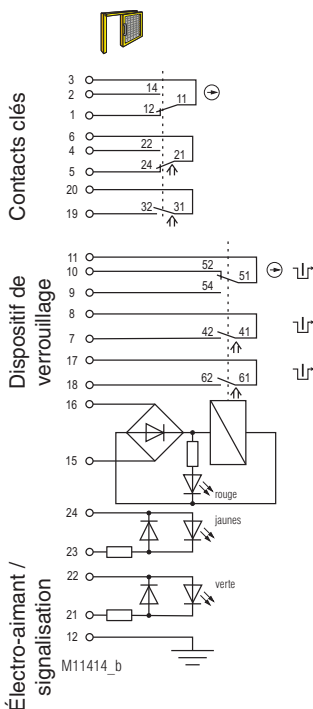 Contacts clés
3
2 14
11
1 12
6
4 22
21
5 24
20
19 32 31
Dispositif de
verrouillage
11
10 52
51
9 54
8
7 42 41
17
18 62 61
16
15
rouge
Électro-aimant /
signalisation
24
jaunes
23
22
verte
21
12
M11414_b